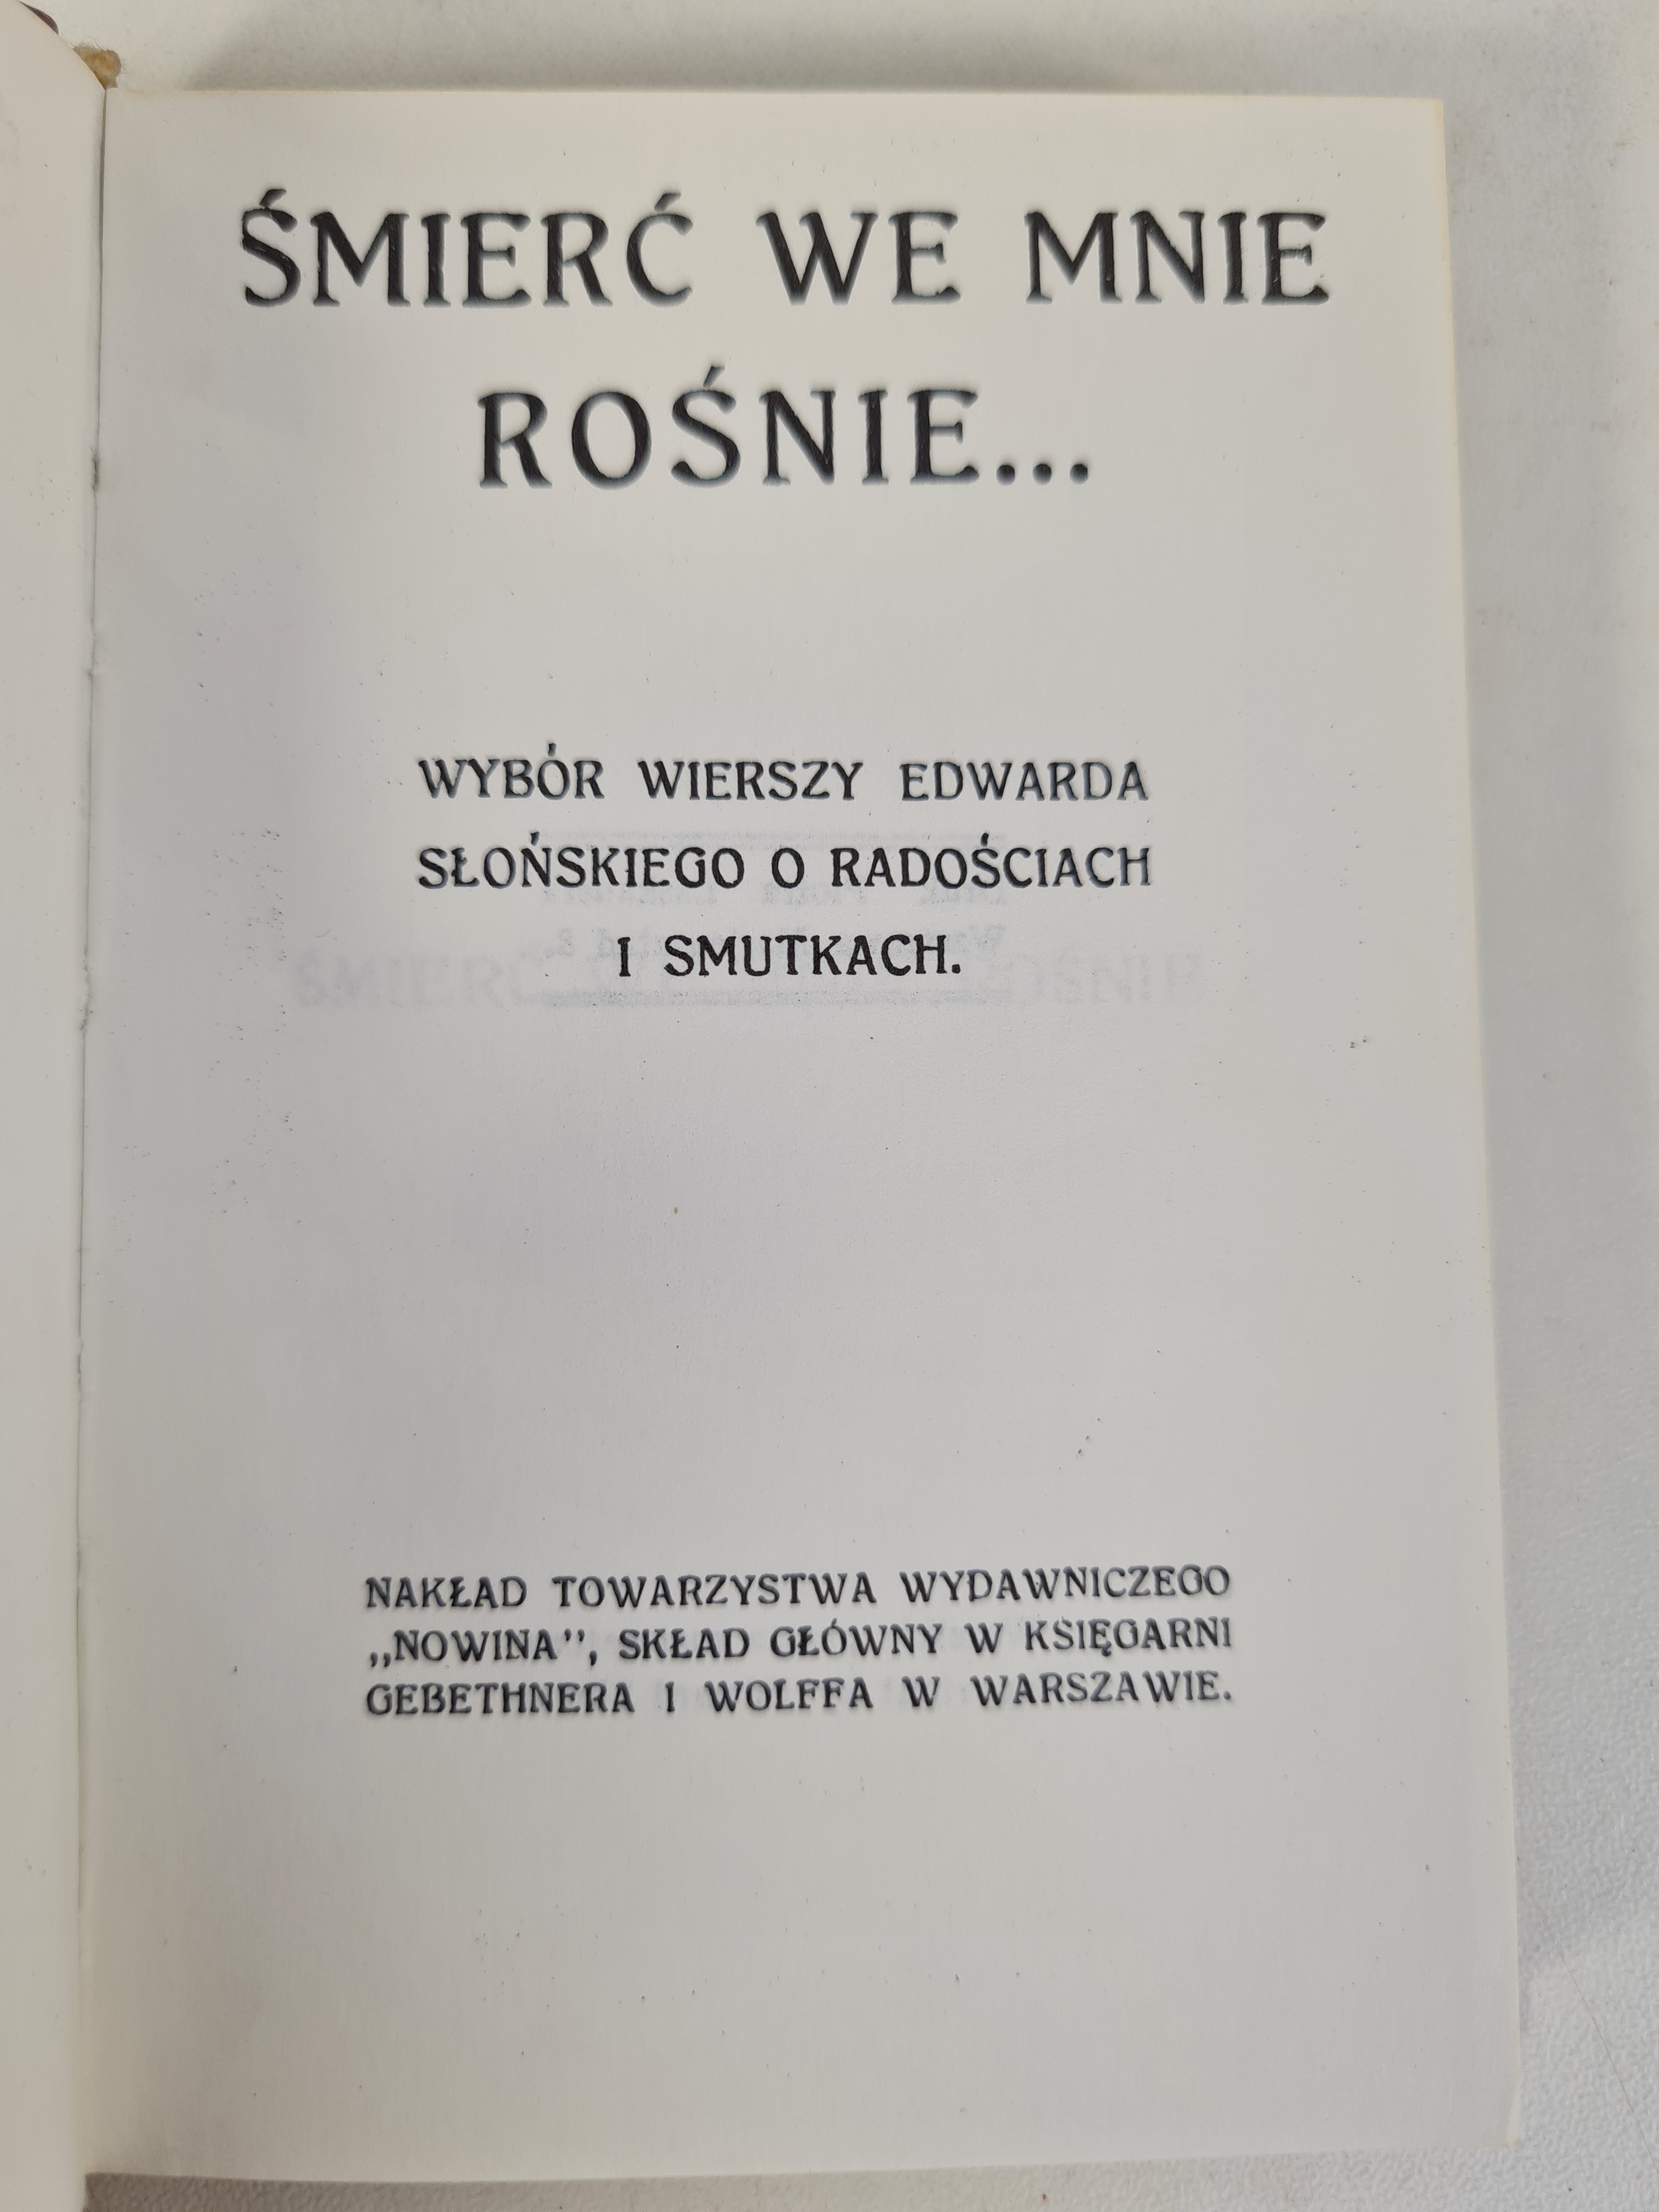 ŚMIERĆ WE MNIE
ROŚNIE...
WYBÓR WIERSZY EDWARDA
SŁOŃSKIEGO O RADOŚCIACH
I SMUTKACH.
NAKŁAD TOWARZYSTWA WYDAWNICZEGO
„NOWINA”, SKŁAD GŁÓWNY W KSIĘGARNI
GEBETHNERA I WOLFFA W WARSZAWIE.